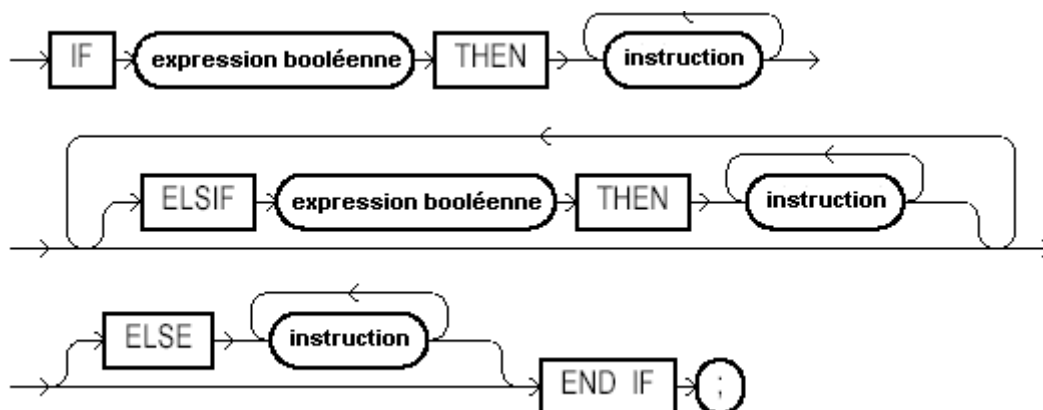 IF expression booléenne THEN instruction
ELSIF expression booléenne THEN instruction
ELSE instruction END IF ;